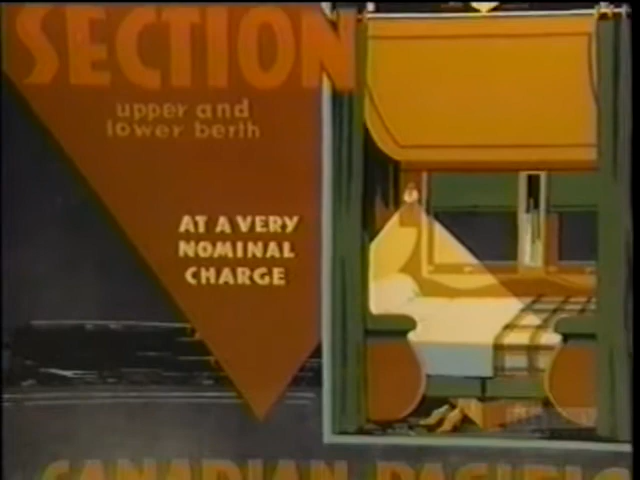 SECTION
upper and
lower berth
AT A VERY
NOMINAL
CHARGE
CANADIAN PACIFIC